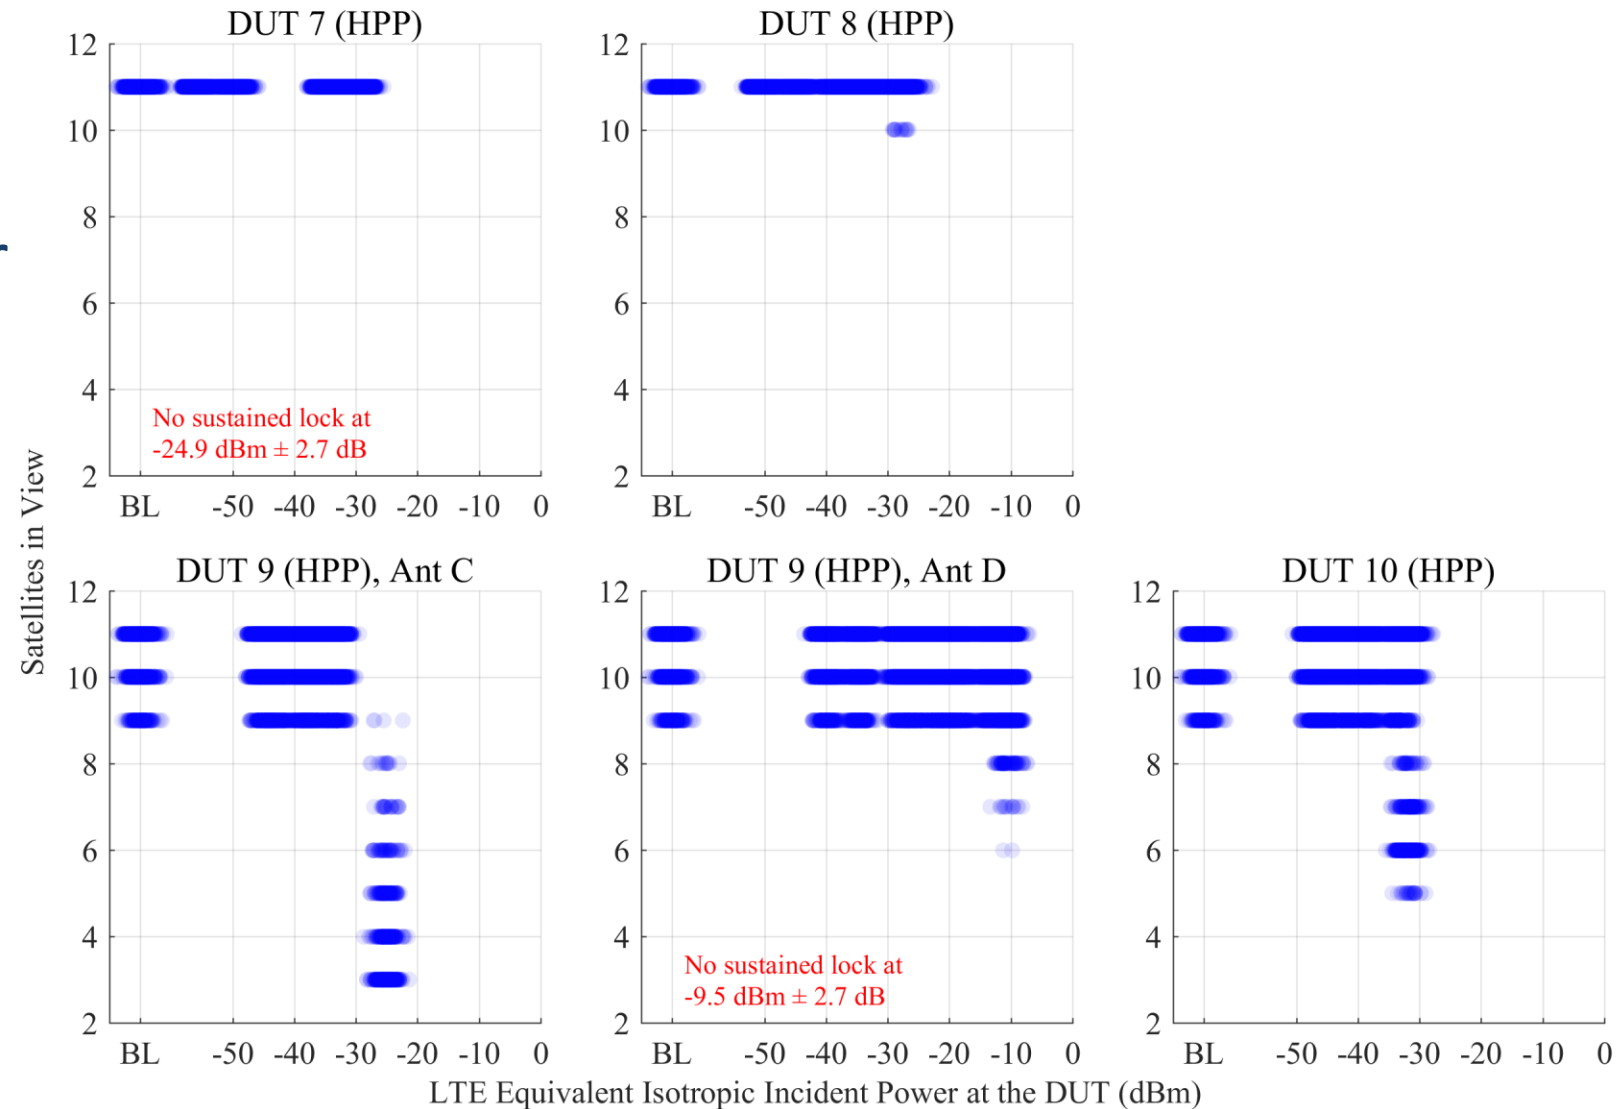 DUT 7 (HPP)
DUT 8 (HPP)
12
10
8
6
4
2
No sustained lock at
-24.9 dBm ± 2.7 dB
BL -50 -40 -30 -20 -10 0
12
10
8
6
4
2
BL -50 -40 -30 -20 -10 0
Satellites in View
DUT 9 (HPP), Ant C
DUT 9 (HPP), Ant D
DUT 10 (HPP)
12
10
8
6
4
2
BL -50 -40 -30 -20 -10 0
12
10
8
6
4
2
No sustained lock at
-9.5 dBm ± 2.7 dB
BL -50 -40 -30 -20 -10 0
12
10
8
6
4
2
BL -50 -40 -30 -20 -10 0
LTE Equivalent Isotropic Incident Power at the DUT (dBm)